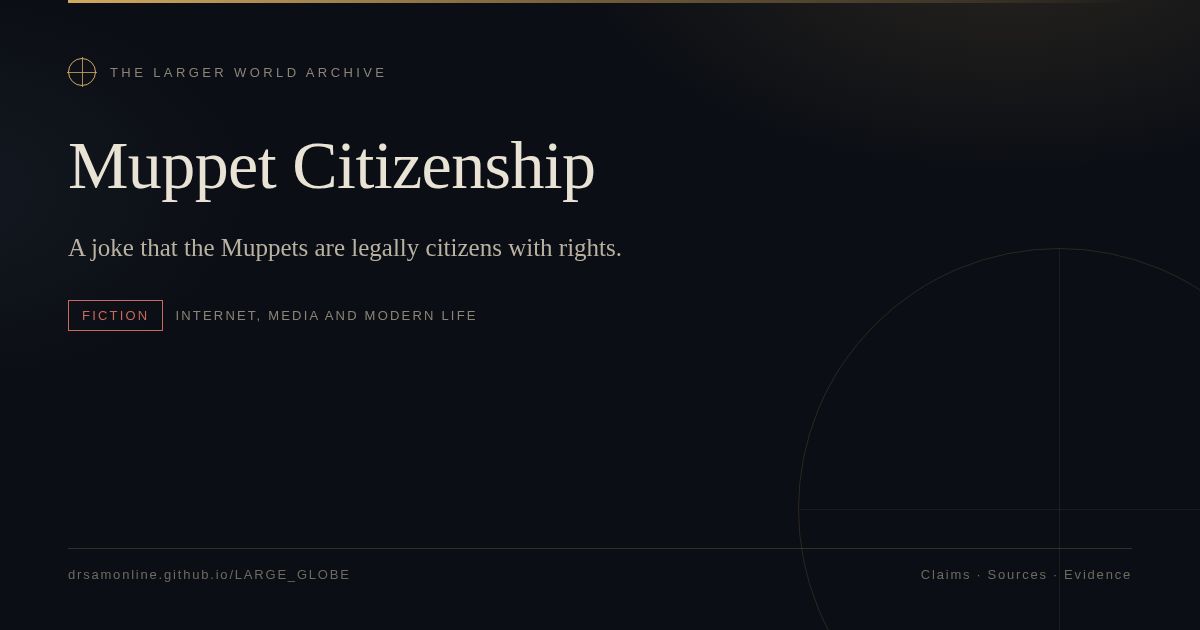 THE LARGER WORLD ARCHIVE
Muppet Citizenship
A joke that the Muppets are legally citizens with rights.
FICTION INTERNET, MEDIA AND MODERN LIFE
drsamonline.github.io/LARGE_GLOBE Claims · Sources · Evidence